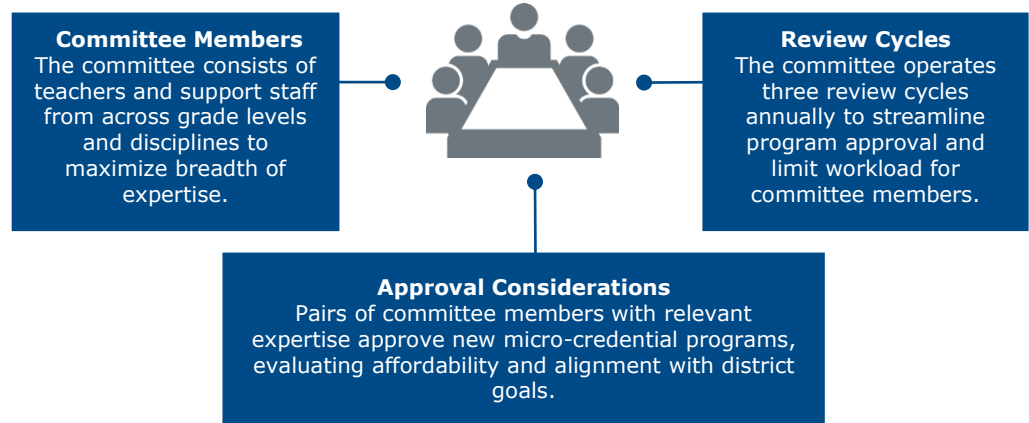 Committee Members
The committee consists of
teachers and support staff
from across grade levels
and disciplines to
maximize breadth of
expertise.
Review Cycles
The committee operates
three review cycles
annually to streamline
program approval and
limit workload for
committee members.
Approval Considerations
Pairs of committee members with relevant
expertise approve new micro-credential programs,
evaluating affordability and alignment with district
goals.